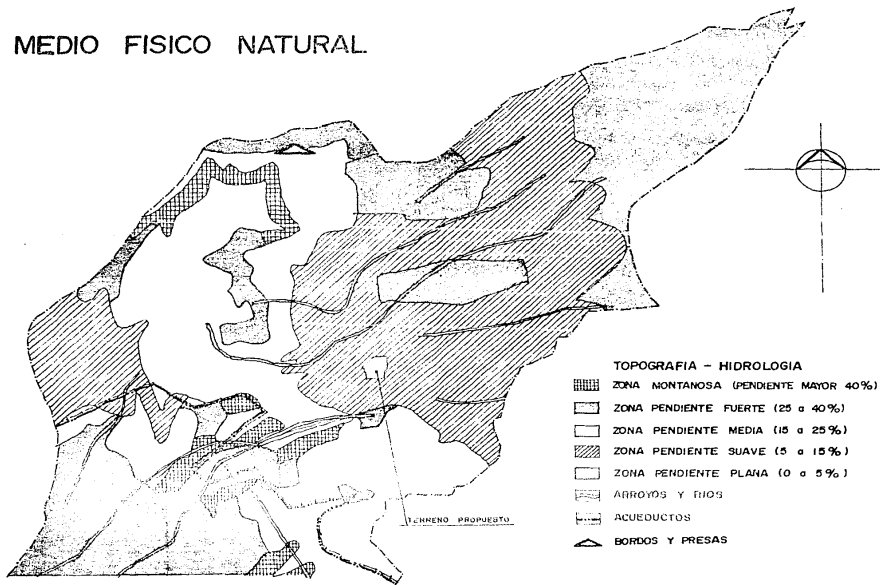 MEDIO FISICO NATURAL
TOPOGRAFIA - HIDROLOGIA
ZONA MONTANOSA (PENDIENTE MAYOR 40%)
ZONA PENDIENTE FUERTE (25 a 40%)
ZONA PENDIENTE MEDIA (15 a 25%)
ZONA PENDIENTE SUAVE (5 a 15%)
ZONA PENDIENTE PLANA (0 a 5%)
ARROYOS Y RIOS
ACUEDUCTOS
BORDOS Y PRESAS
TERRENO PROPUESTO